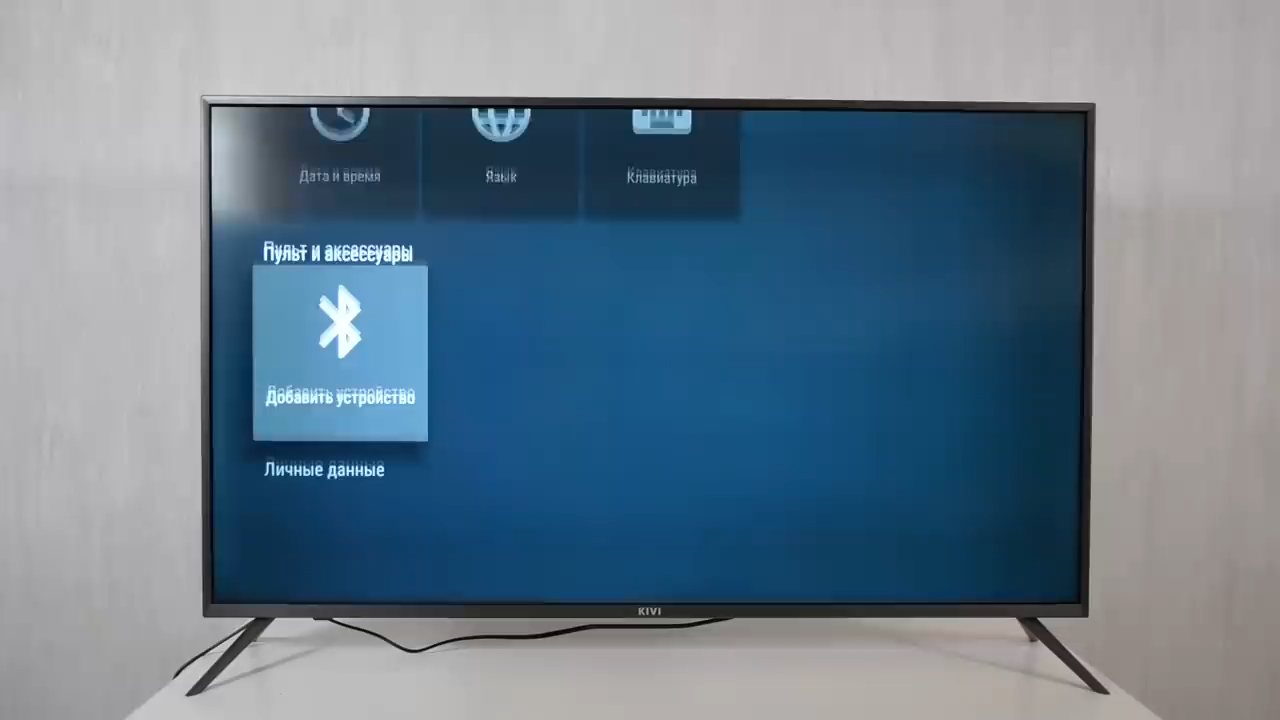 Дата и время
Язык
Клавиатура
Пульт и аксессуары
Добавить устройство
Личные данные
KIVI